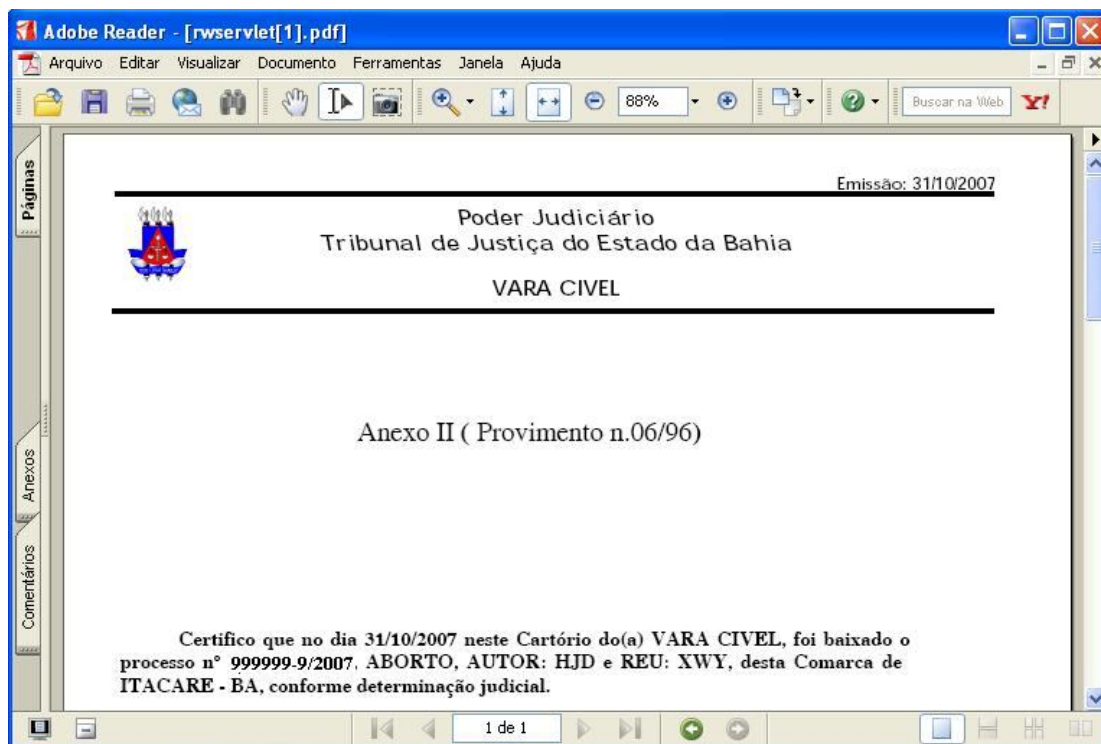 Adobe Reader - [rwservlet[1].pdf]
Arquivo Editar Visualizar Documento Ferramentas Janela Ajuda
88%
Buscar na Web
Y!
Páginas
Anexos
Comentários
Emissão: 31/10/2007
Poder Judiciário
Tribunal de Justiça do Estado da Bahia
VARA CIVEL
Anexo II ( Provimento n.06/96)
Certifico que no dia 31/10/2007 neste Cartório do(a) VARA CIVEL, foi baixado o
processo n° 999999-9/2007, ABORTO, AUTOR: HJD e REU: XWY, desta Comarca de
ITACARE - BA, conforme determinação judicial.
1 de 1